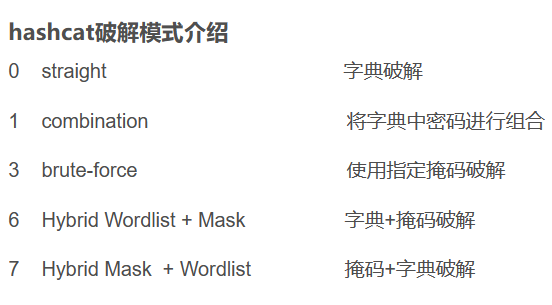 hashcat破解模式介绍
0 straight 字典破解
1 combination 将字典中密码进行组合
3 brute-force 使用指定掩码破解
6 Hybrid Wordlist + Mask 字典+掩码破解
7 Hybrid Mask + Wordlist 掩码+字典破解